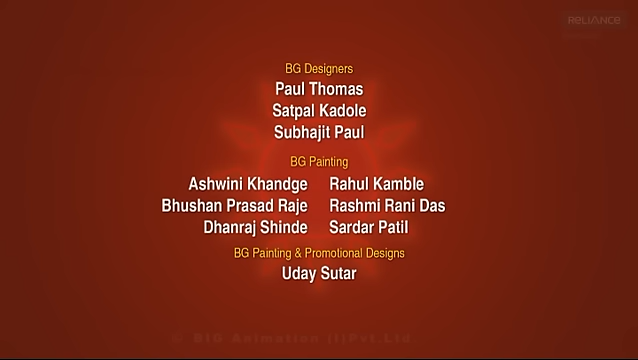 RELIANCE
BG Designers
Paul Thomas
Satpal Kadole
Subhajit Paul
BG Painting
Ashwini Khandge Rahul Kamble
Bhushan Prasad Raje Rashmi Rani Das
Dhanraj Shinde Sardar Patil
BG Painting & Promotional Designs
Uday Sutar
© BIG Animation (I)Pvt.Ltd.